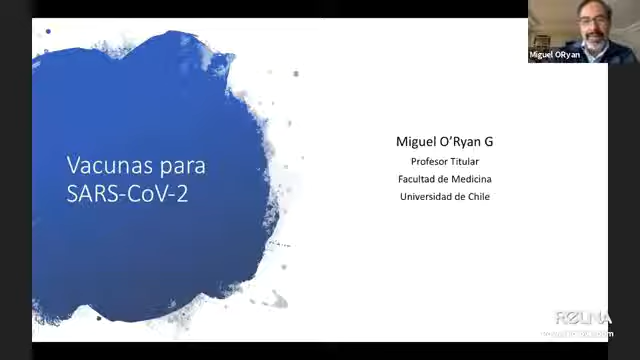 Miguel ORyan
Vacunas para
SARS-CoV-2
Miguel O'Ryan G
Profesor Titular
Facultad de Medicina
Universidad de Chile